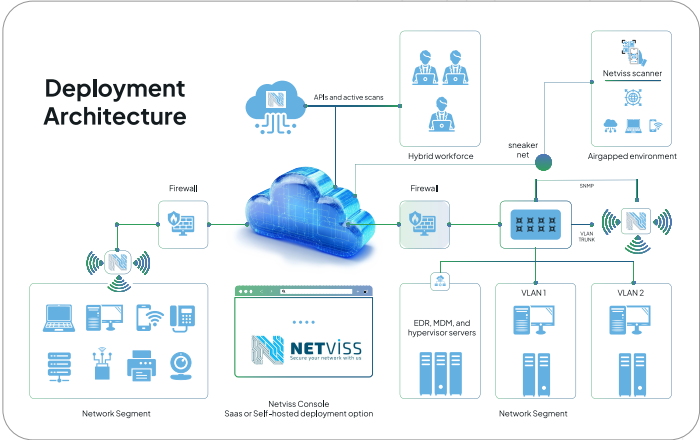 Deployment
Architecture
APIs and active scans
Hybrid workforce
Netviss scanner
Airgapped environment
sneaker
net
Firewall
Firewal
SNMP
VLAN
TRUNK
Network Segment
NETViSS
Secure your network with us
Netviss Console
Saas or Self-hosted deployment option
EDR, MDM, and
hypervisor servers
VLAN 1
VLAN 2
Network Segment